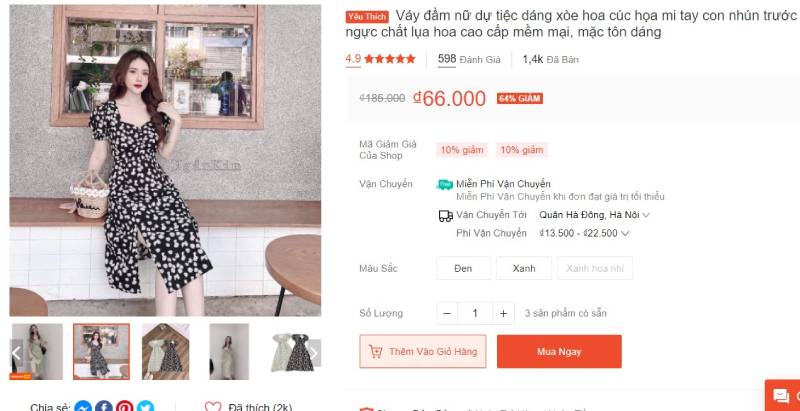 Yêu Thích Váy đầm nữ dự tiệc dáng xòe hoa cúc họa mi tay con nhún trước
ngực chất lụa hoa cao cấp mềm mại, mặc tôn dáng
4.9 598 Đánh Giá 1,4k Đã Bán
₫185.000 ₫66.000 64% GIẢM
Mã Giảm Giá
Của Shop
10% giảm 10% giảm
Vận Chuyển Miễn Phí Vận Chuyển
Miễn Phí Vận Chuyển khi đơn đạt giá trị tối thiểu
Vận Chuyển Tới Quận Hà Đông, Hà Nội
Phí Vận Chuyển ₫13.500 - ₫22.500
Màu Sắc Đen Xanh Xanh hoa nhí
Số Lượng − 1 + 3 sản phẩm có sẵn
Thêm Vào Giỏ Hàng Mua Ngay
Chia sẻ: Đã thích (2k)
NgânKim